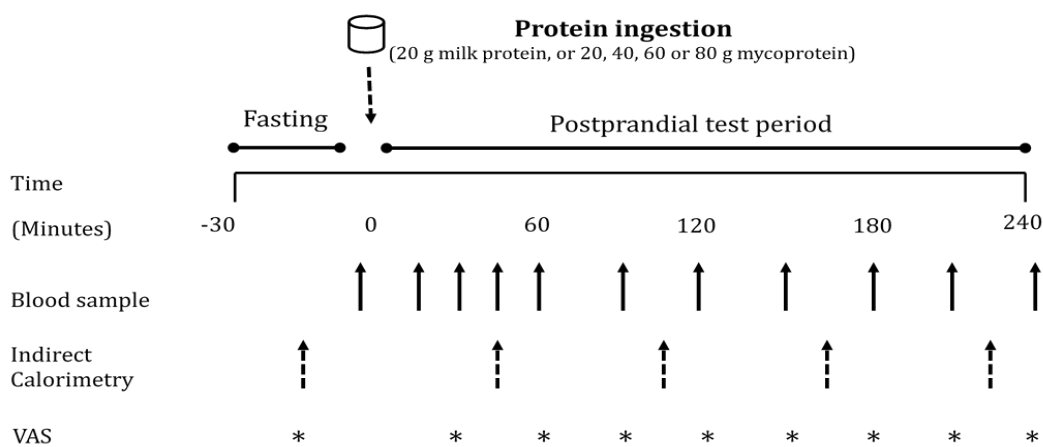 Protein ingestion
(20 g milk protein, or 20, 40, 60 or 80 g mycoprotein)
Fasting
Postprandial test period
Time
(Minutes)
-30 0 60 120 180 240
Blood sample
Indirect
Calorimetry
VAS * * * * * * * * *